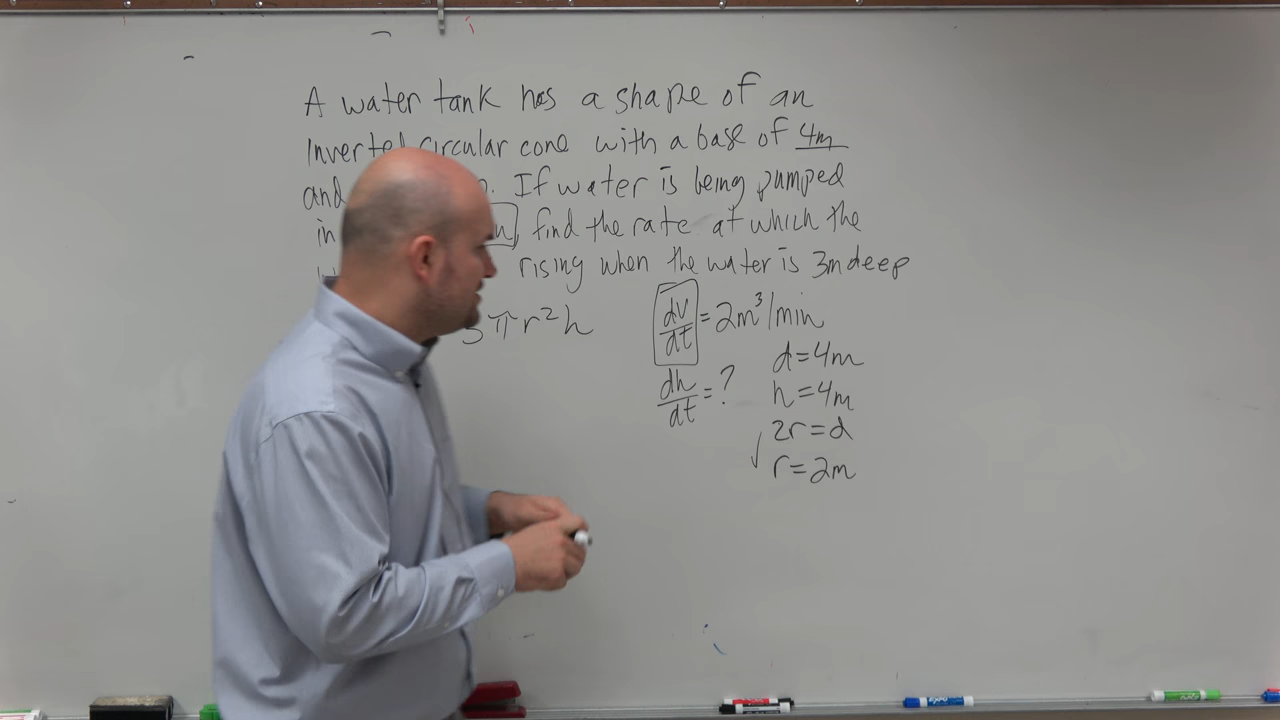 A water tank has a shape of an
inverted circular cone with a base of 4m
and . If water is being pumped
in find the rate at which the
rising when the water is 3m deep
πr²h
dv/dt = 2m³/min
d=4m
dh/dt = ?
h=4m
2r=d
r=2m